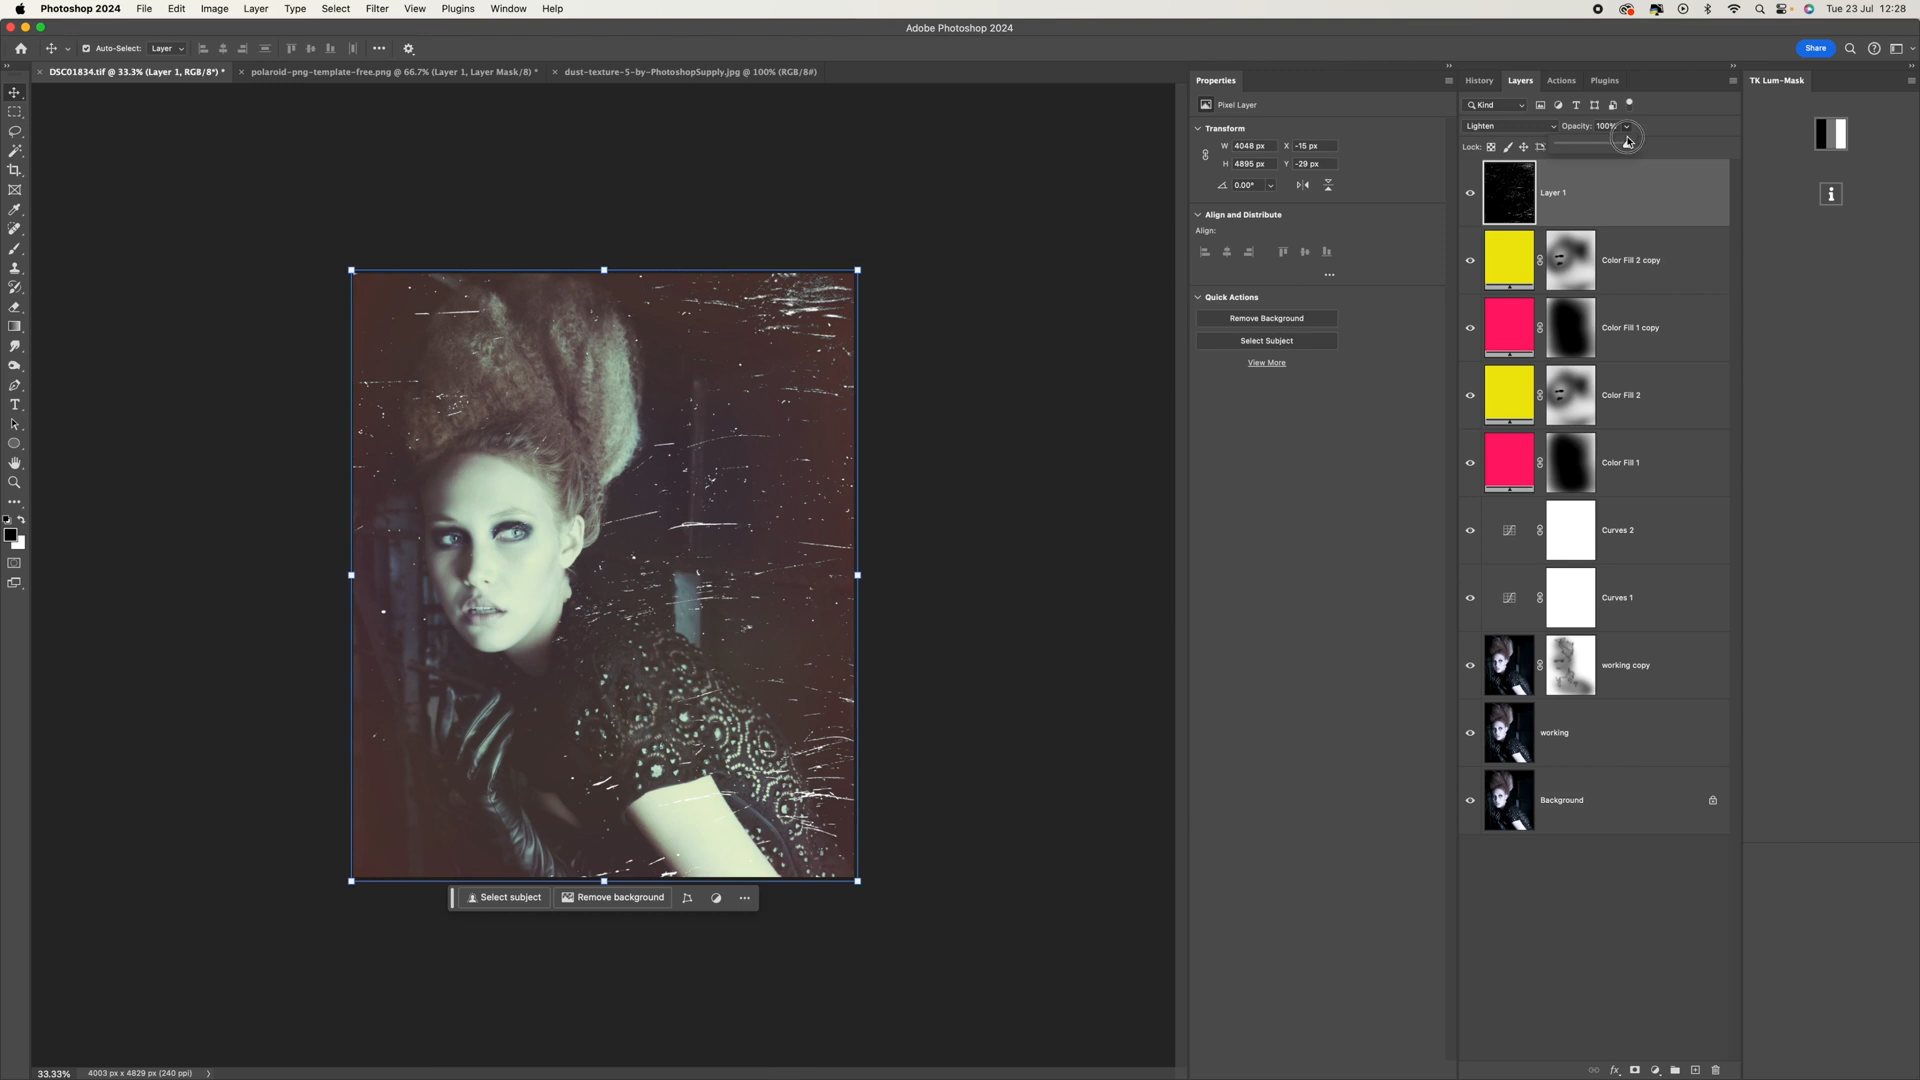 Photoshop 2024 File Edit Image Layer Type Select Filter View Plugins Window Help Tue 23 Jul 12:28
Adobe Photoshop 2024
Auto-Select: Layer Share
DSC01834.tif @ 33.3% (Layer 1, RGB/8*) * polaroid-png-template-free.png @ 66.7% (Layer 1, Layer Mask/8) * dust-texture-5-by-PhotoshopSupply.jpg @ 100% (RGB/8#)
Properties
Pixel Layer
Transform
W 4048 px X -15 px
H 4895 px Y -29 px
0.00°
Align and Distribute
Align:
Quick Actions
Remove Background
Select Subject
View More
History Layers Actions Plugins
Kind
Lighten Opacity: 100%
Lock:
Layer 1
Color Fill 2 copy
Color Fill 1 copy
Color Fill 2
Color Fill 1
Curves 2
Curves 1
working copy
working
Background
TK Lum-Mask
Select subject Remove background
33.33% 4003 px x 4829 px (240 ppi)